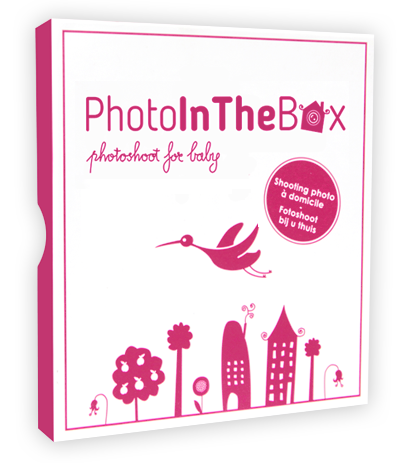 PhotoInTheBox
photoshoot for baby
Shooting photo
à domicile
-
Fotoshoot
bij u thuis